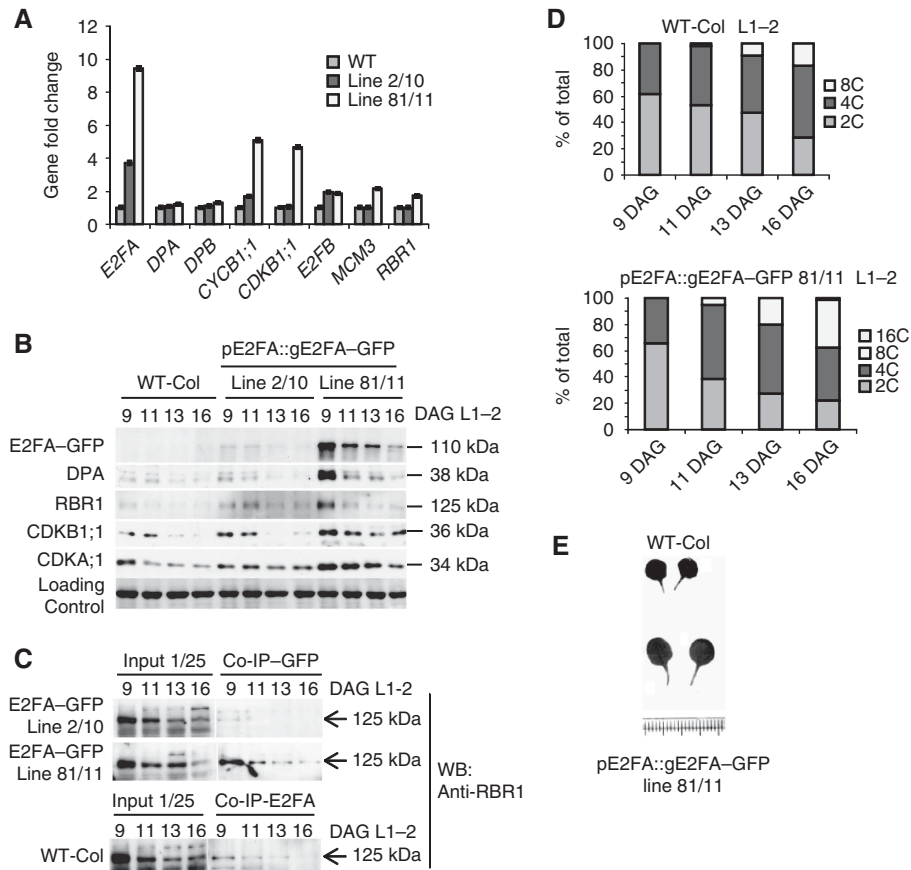 A
Gene fold change
12
10
8
6
4
2
0
WT
Line 2/10
Line 81/11
E2FA
DPA
DPB
CYCB1;1
CDKB1;1
E2FB
MCM3
RBR1
B
pE2FA::gE2FA–GFP
WT-Col Line 2/10 Line 81/11
9 11 13 16 9 11 13 16 9 11 13 16 DAG L1–2
E2FA–GFP 110 kDa
DPA 38 kDa
RBR1 125 kDa
CDKB1;1 36 kDa
CDKA;1 34 kDa
Loading
Control
C
Input 1/25 Co-IP–GFP
9 11 13 16 9 11 13 16 DAG L1-2
E2FA–GFP
Line 2/10
125 kDa
E2FA–GFP
Line 81/11
125 kDa
Input 1/25 Co-IP-E2FA
9 11 13 16 9 11 13 16 DAG L1–2
WT-Col 125 kDa
WB:
Anti-RBR1
D
WT-Col L1–2
% of total
100
80
60
40
20
0
8C
4C
2C
9 DAG
11 DAG
13 DAG
16 DAG
pE2FA::gE2FA–GFP 81/11 L1–2
% of total
100
80
60
40
20
0
16C
8C
4C
2C
9 DAG
11 DAG
13 DAG
16 DAG
E
WT-Col
pE2FA::gE2FA–GFP
line 81/11